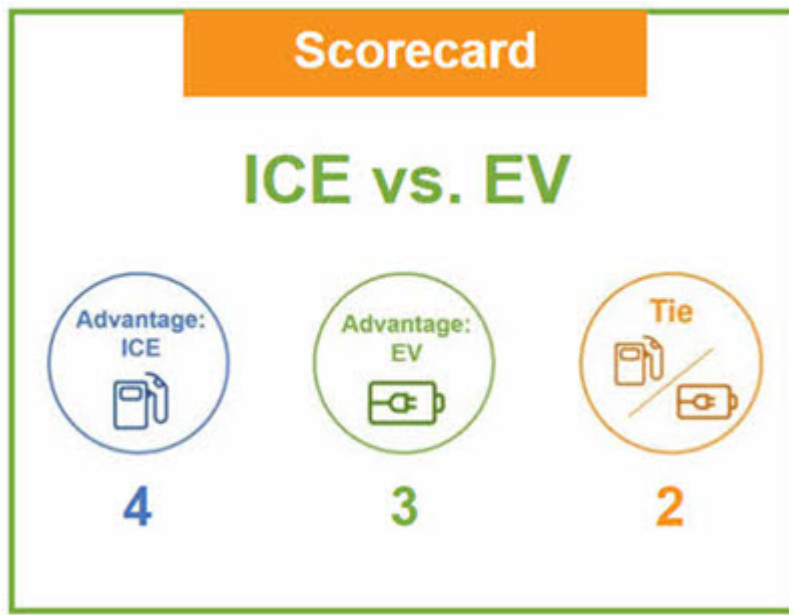 Scorecard
ICE vs. EV
Advantage:
ICE
Advantage:
EV
Tie
4
3
2